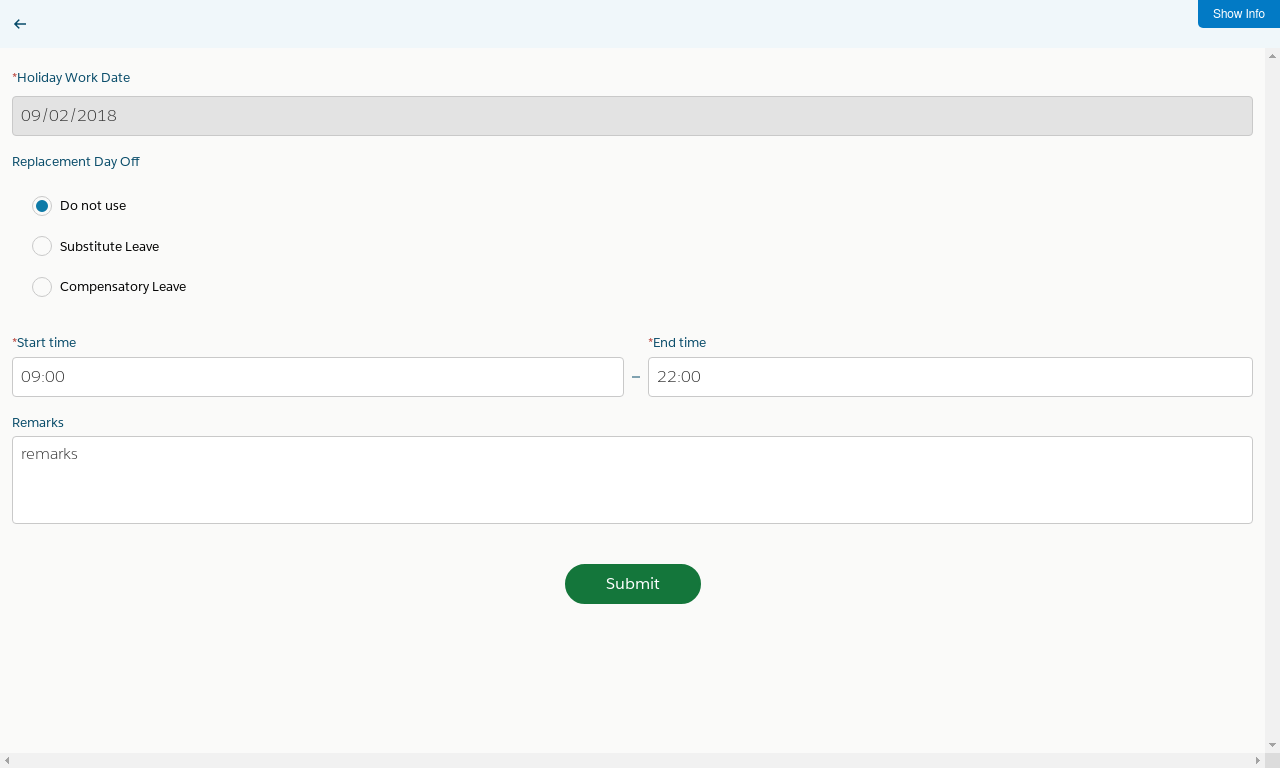 Show Info
*Holiday Work Date
09/02/2018
Replacement Day Off
Do not use
Substitute Leave
Compensatory Leave
*Start time
*End time
09:00
–
22:00
Remarks
remarks
Submit